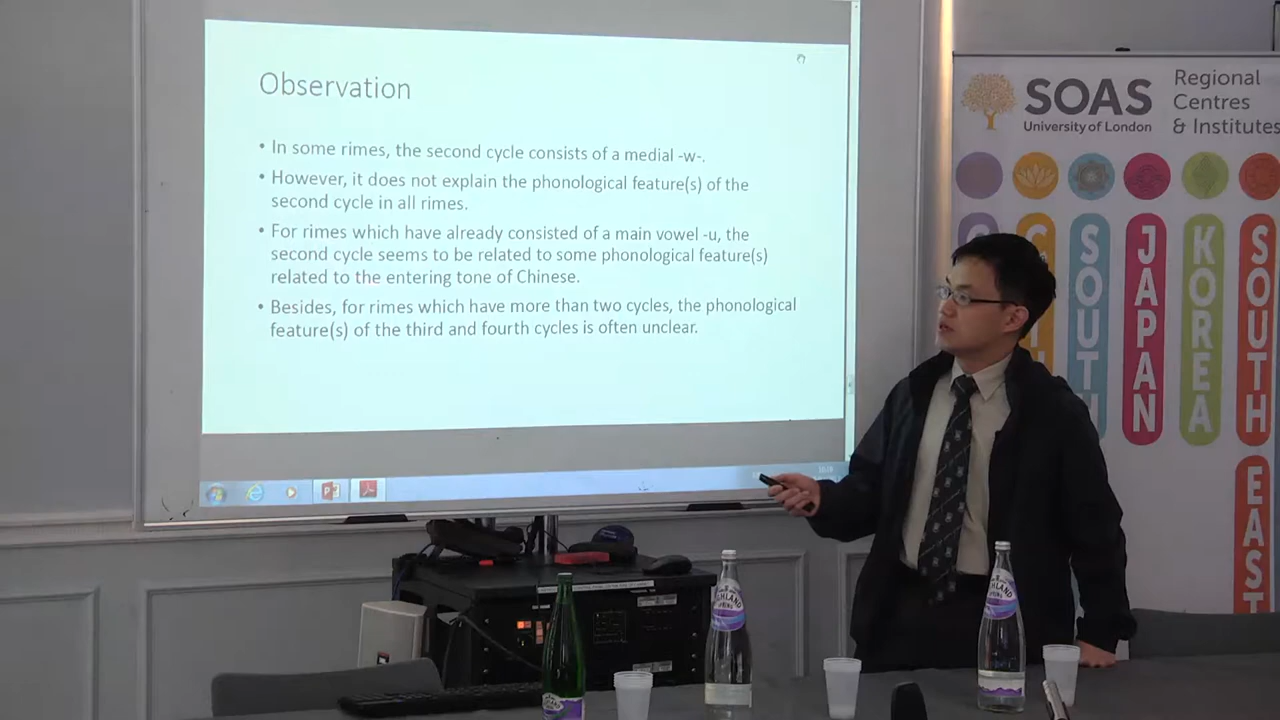 Observation
• In some rimes, the second cycle consists of a medial -w-.
• However, it does not explain the phonological feature(s) of the
second cycle in all rimes.
• For rimes which have already consisted of a main vowel -u, the
second cycle seems to be related to some phonological feature(s)
related to the entering tone of Chinese.
• Besides, for rimes which have more than two cycles, the phonological
feature(s) of the third and fourth cycles is often unclear.
SOAS
University of London
Regional
Centres
& Institutes
SOUTH
JAPAN
KOREA
SOUTH
EAST